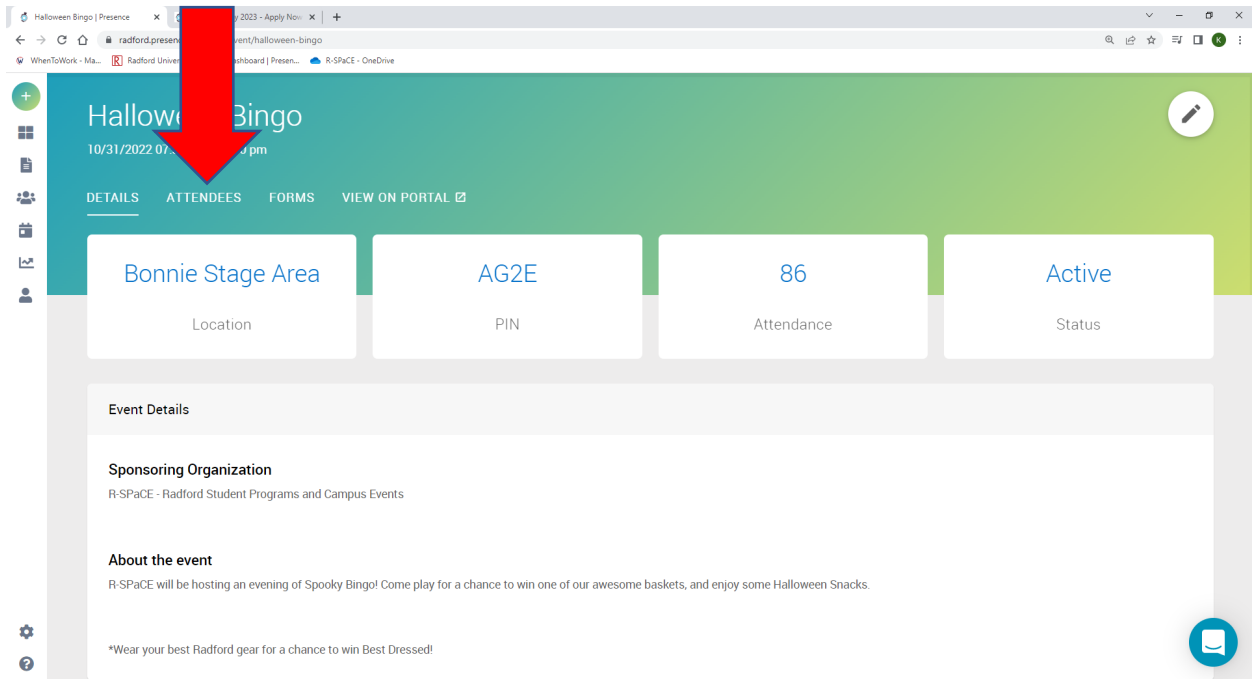 Halloween Bingo | Presence
y 2023 - Apply Now
radford.presen vent/halloween-bingo
K
WhenToWork - Ma...
R Radford Univer
ashboard | Presen...
R-SPaCE - OneDrive
Bingo
10/31/2022 pm
DETAILS ATTENDEES FORMS VIEW ON PORTAL
Bonnie Stage Area AG2E 86 Active
Location PIN Attendance Status
Event Details
Sponsoring Organization
R-SPaCE - Radford Student Programs and Campus Events
About the event
R-SPaCE will be hosting an evening of Spooky Bingo! Come play for a chance to win one of our awesome baskets, and enjoy some Halloween Snacks.
*Wear your best Radford gear for a chance to win Best Dressed!